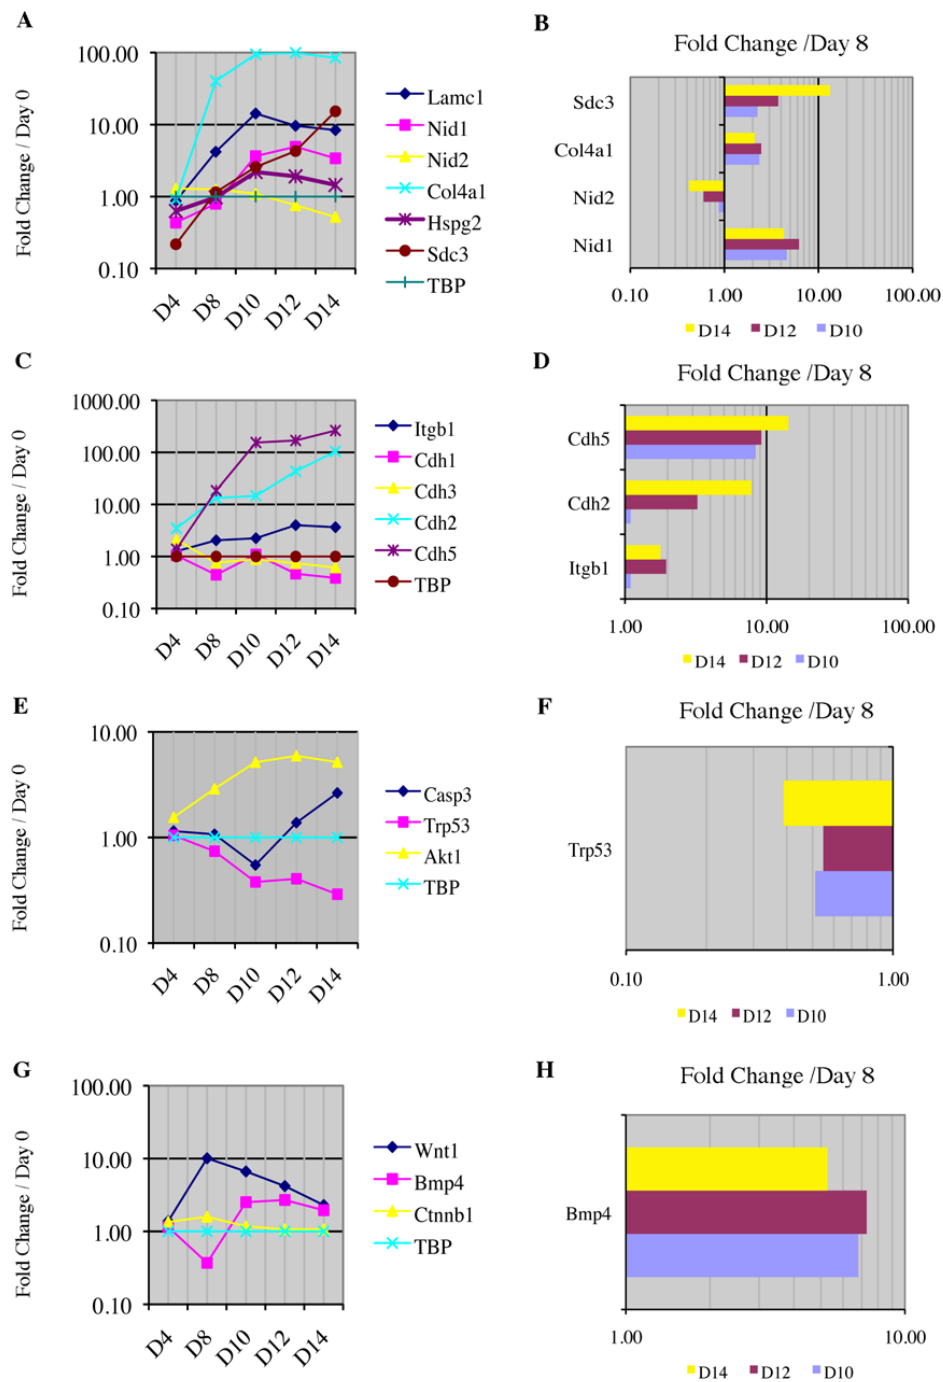 A
Fold Change / Day 0
100.00
10.00
1.00
0.10
D4
D8
D10
D12
D14
Lamc1
Nid1
Nid2
Col4a1
Hspg2
Sdc3
TBP
B
Fold Change /Day 8
Sdc3
Col4a1
Nid2
Nid1
0.10 1.00 10.00 100.00
D14 D12 D10
C
Fold Change / Day 0
1000.00
100.00
10.00
1.00
0.10
D4
D8
D10
D12
D14
Itgb1
Cdh1
Cdh3
Cdh2
Cdh5
TBP
D
Fold Change /Day 8
Cdh5
Cdh2
Itgb1
1.00 10.00 100.00
D14 D12 D10
E
Fold Change / Day 0
10.00
1.00
0.10
D4
D8
D10
D12
D14
Casp3
Trp53
Akt1
TBP
F
Fold Change /Day 8
Trp53
0.10 1.00
D14 D12 D10
G
Fold Change / Day 0
100.00
10.00
1.00
0.10
D4
D8
D10
D12
D14
Wnt1
Bmp4
Ctnnb1
TBP
H
Fold Change /Day 8
Bmp4
1.00 10.00
D14 D12 D10